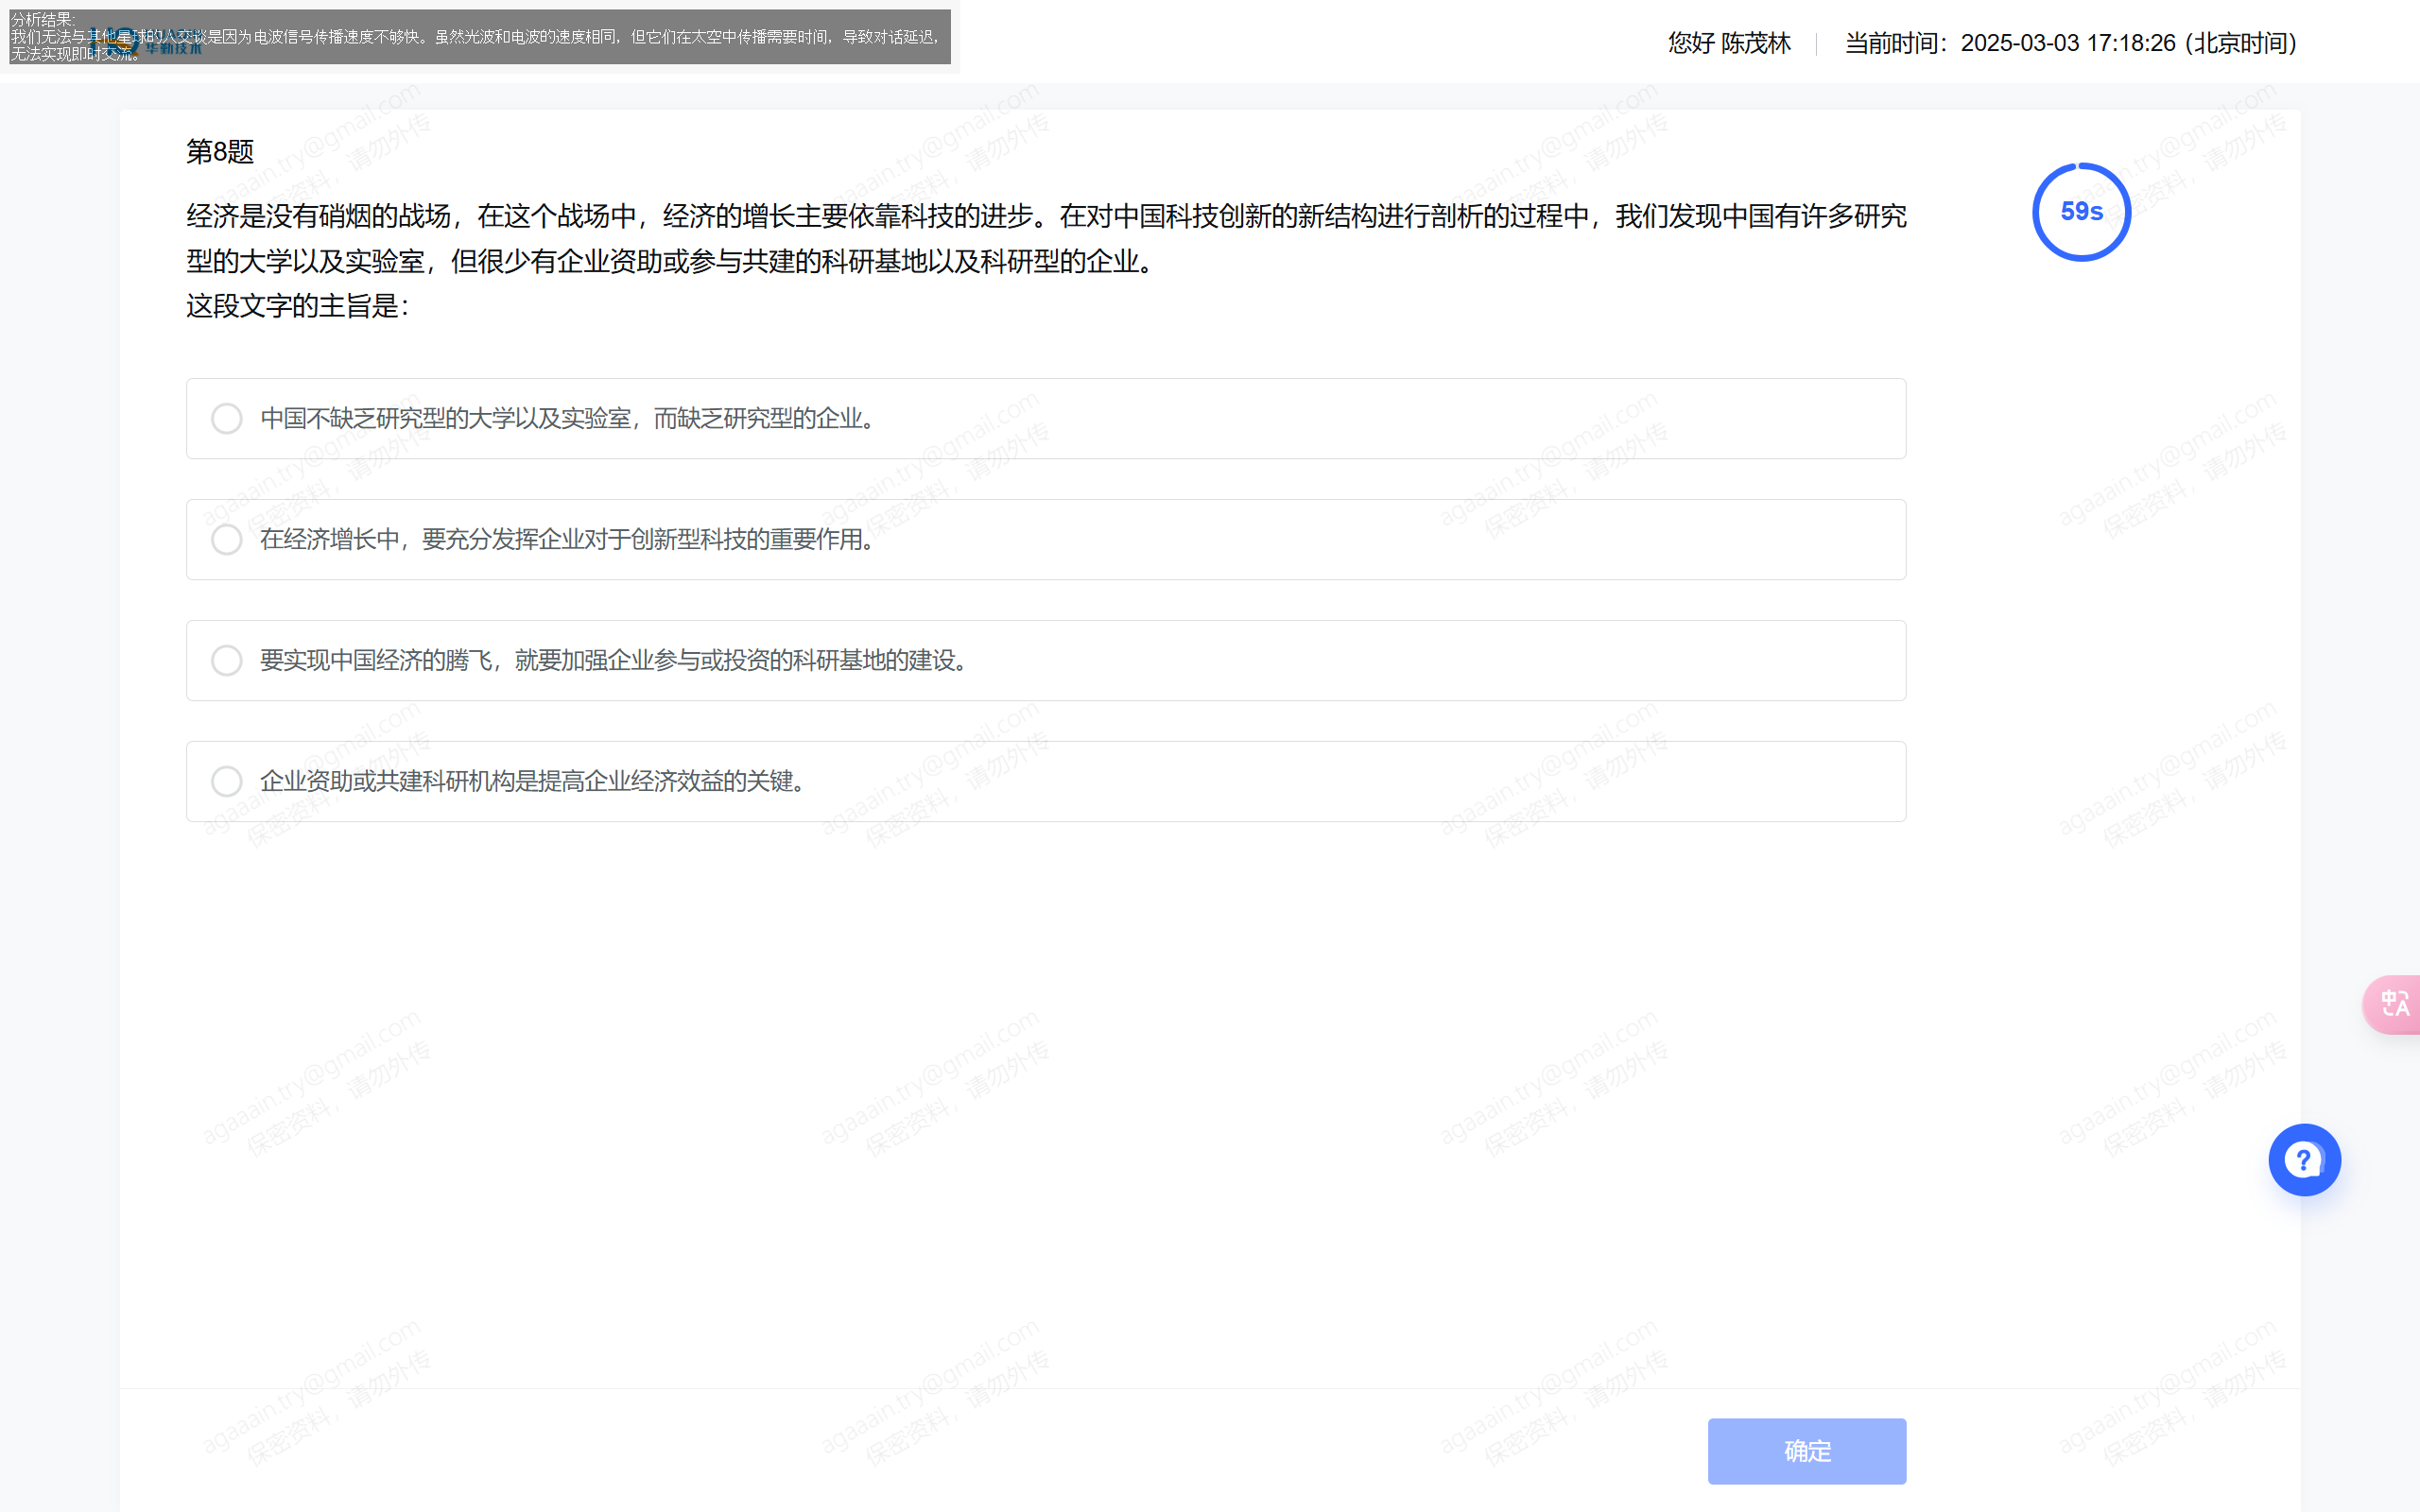 分析结果:
我们无法与其他星球的人交谈是因为电波信号传播速度不够快。虽然光波和电波的速度相同，但它们在太空中传播需要时间，导致对话延迟，
无法实现即时交流。
华勤技术
您好 陈茂林
当前时间：2025-03-03 17:18:26 (北京时间)
第8题
59s
经济是没有硝烟的战场，在这个战场中，经济的增长主要依靠科技的进步。在对中国科技创新的新结构进行剖析的过程中，我们发现中国有许多研究
型的大学以及实验室，但很少有企业资助或参与共建的科研基地以及科研型的企业。
这段文字的主旨是：
中国不缺乏研究型的大学以及实验室，而缺乏研究型的企业。
在经济增长中，要充分发挥企业对于创新型科技的重要作用。
要实现中国经济的腾飞，就要加强企业参与或投资的科研基地的建设。
企业资助或共建科研机构是提高企业经济效益的关键。
确定
agaaain.try@gmail.com
保密资料，请勿外传